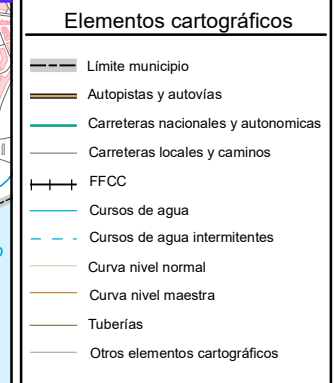 Elementos cartográficos
Límite municipio
Autopistas y autovías
Carreteras nacionales y autonomicas
Carreteras locales y caminos
FFCC
Cursos de agua
Cursos de agua intermitentes
Curva nivel normal
Curva nivel maestra
Tuberías
Otros elementos cartográficos